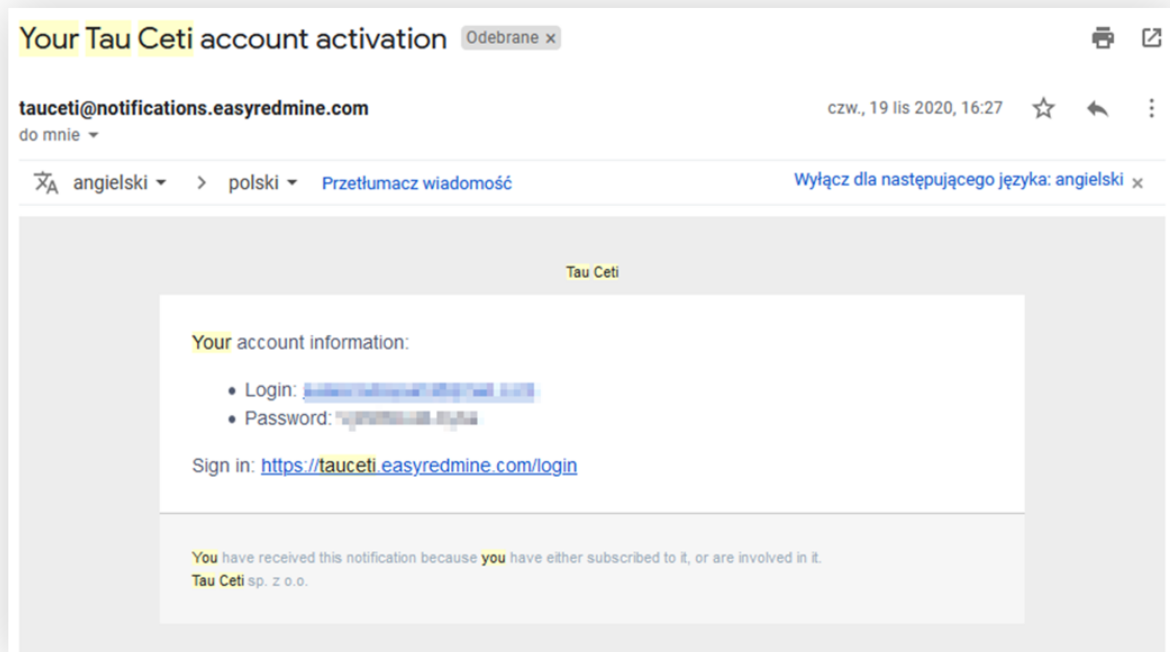 Your Tau Ceti account activation Odebrane ×
tauceti@notifications.easyredmine.com czw., 19 lis 2020, 16:27
do mnie
angielski > polski Przetłumacz wiadomość Wyłącz dla następującego języka: angielski ×
Tau Ceti
Your account information:
• Login:
• Password:
Sign in: https://tauceti.easyredmine.com/login
You have received this notification because you have either subscribed to it, or are involved in it.
Tau Ceti sp. z o.o.